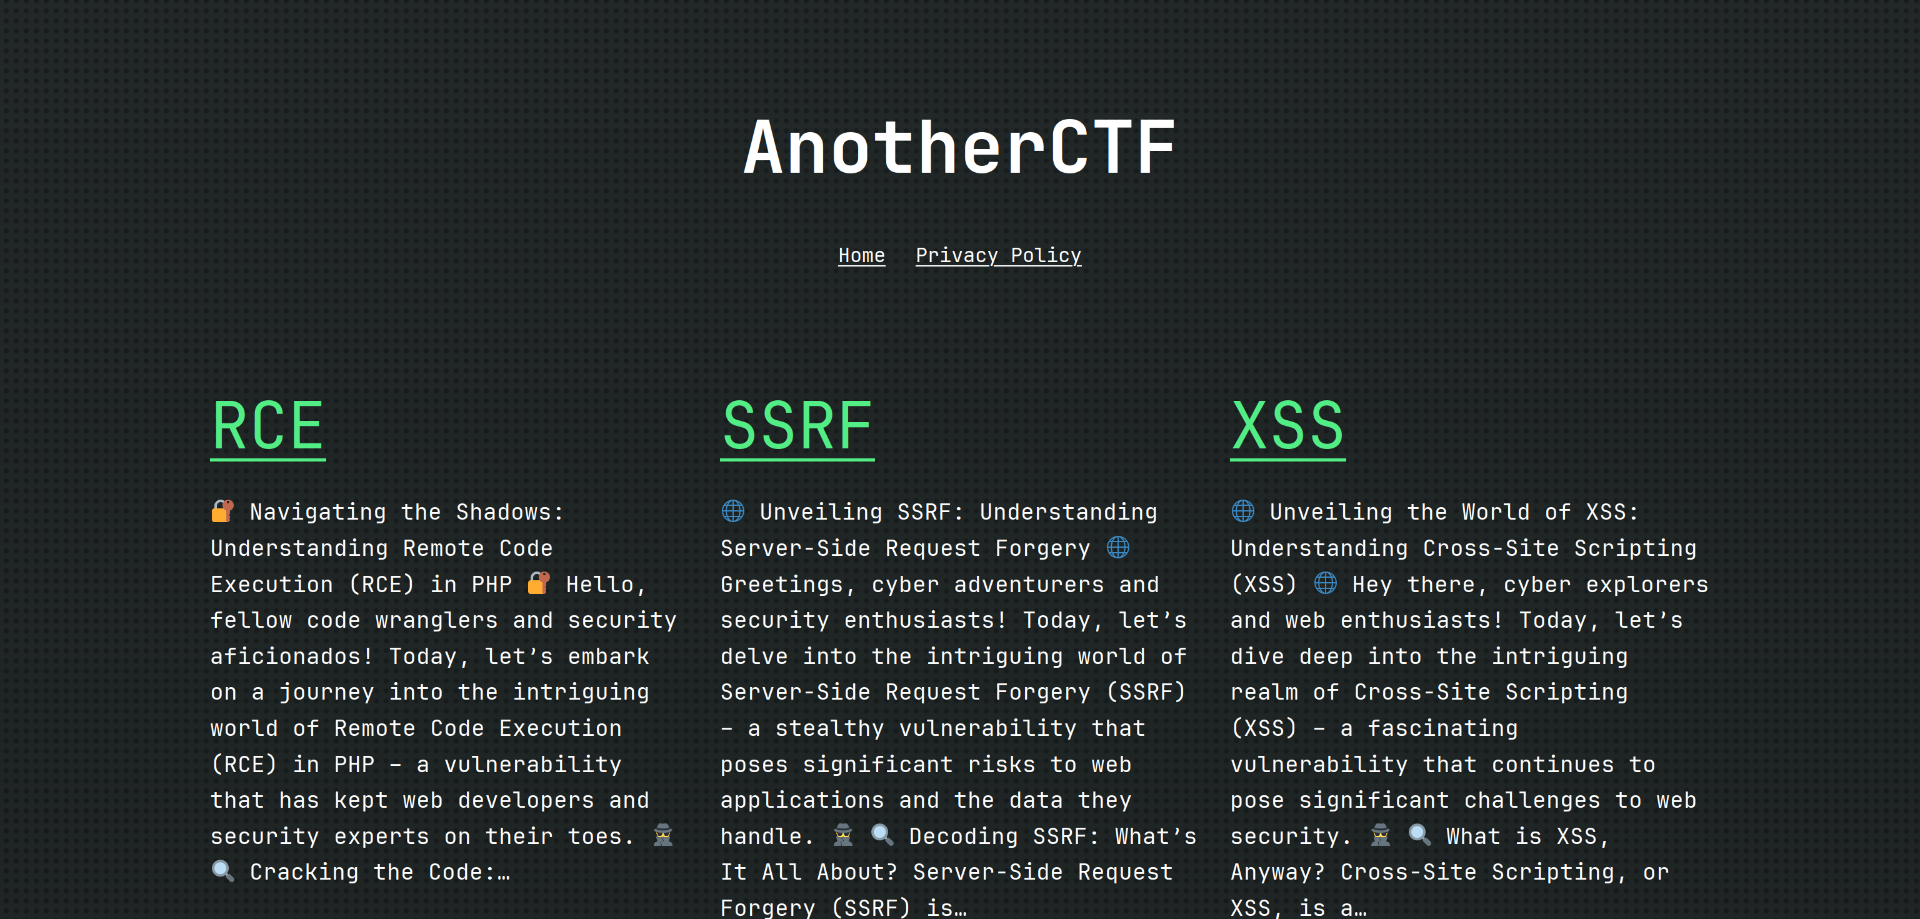 AnotherCTF
Home Privacy Policy
RCE
🔐 Navigating the Shadows:
Understanding Remote Code
Execution (RCE) in PHP 🔐 Hello,
fellow code wranglers and security
aficionados! Today, let’s embark
on a journey into the intriguing
world of Remote Code Execution
(RCE) in PHP – a vulnerability
that has kept web developers and
security experts on their toes. 🕵️
🔍 Cracking the Code:…
SSRF
🌐 Unveiling SSRF: Understanding
Server-Side Request Forgery 🌐
Greetings, cyber adventurers and
security enthusiasts! Today, let’s
delve into the intriguing world of
Server-Side Request Forgery (SSRF)
– a stealthy vulnerability that
poses significant risks to web
applications and the data they
handle. 🕵️ 🔍 Decoding SSRF: What’s
It All About? Server-Side Request
Forgery (SSRF) is…
XSS
🌐 Unveiling the World of XSS:
Understanding Cross-Site Scripting
(XSS) 🌐 Hey there, cyber explorers
and web enthusiasts! Today, let’s
dive deep into the intriguing
realm of Cross-Site Scripting
(XSS) – a fascinating
vulnerability that continues to
pose significant challenges to web
security. 🕵️ 🔍 What is XSS,
Anyway? Cross-Site Scripting, or
XSS, is a…